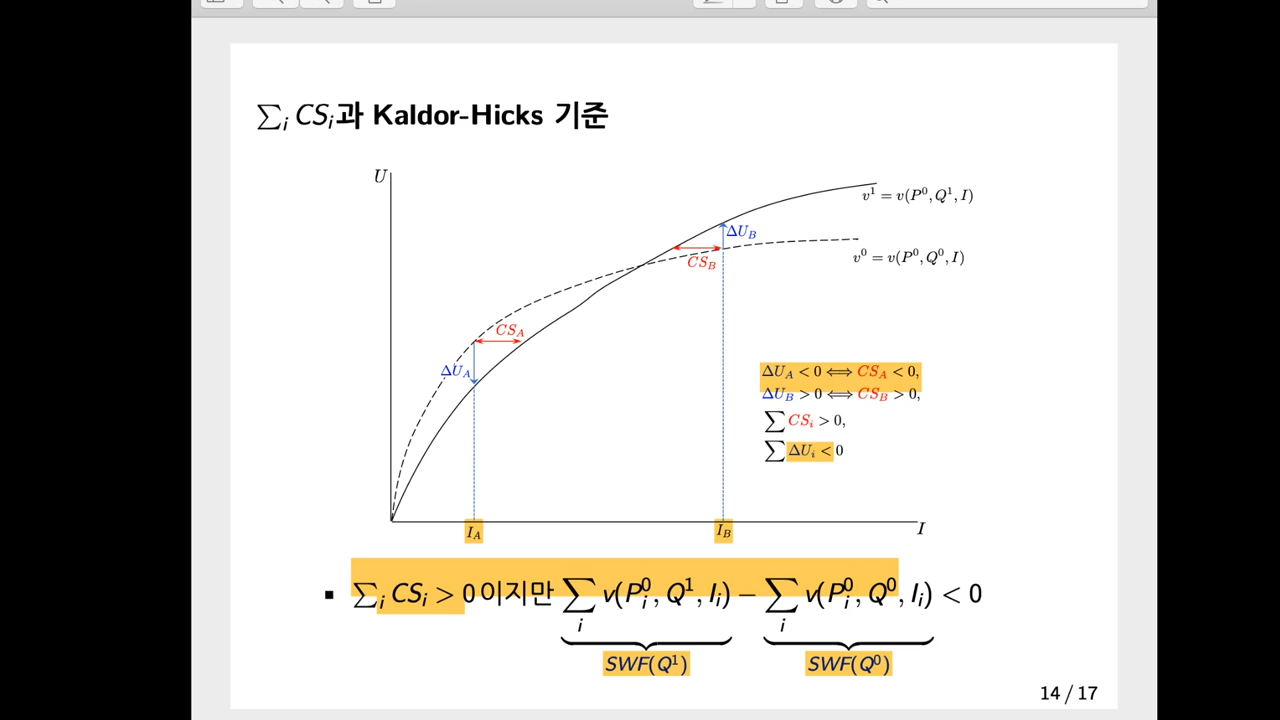 ∑ᵢ CSᵢ과 Kaldor-Hicks 기준
U
v¹ = v(P⁰, Q¹, I)
ΔU_B
CS_B
v⁰ = v(P⁰, Q⁰, I)
CS_A
ΔU_A
ΔU_A < 0 ⟺ CS_A < 0,
ΔU_B > 0 ⟺ CS_B > 0,
∑ CSᵢ > 0,
∑ ΔUᵢ < 0
I_A
I_B
I
▪ ∑ᵢ CSᵢ > 0이지만 ∑ᵢ v(Pᵢ⁰, Q¹, Iᵢ) − ∑ᵢ v(Pᵢ⁰, Q⁰, Iᵢ) < 0
SWF(Q¹) SWF(Q⁰)
14 / 17